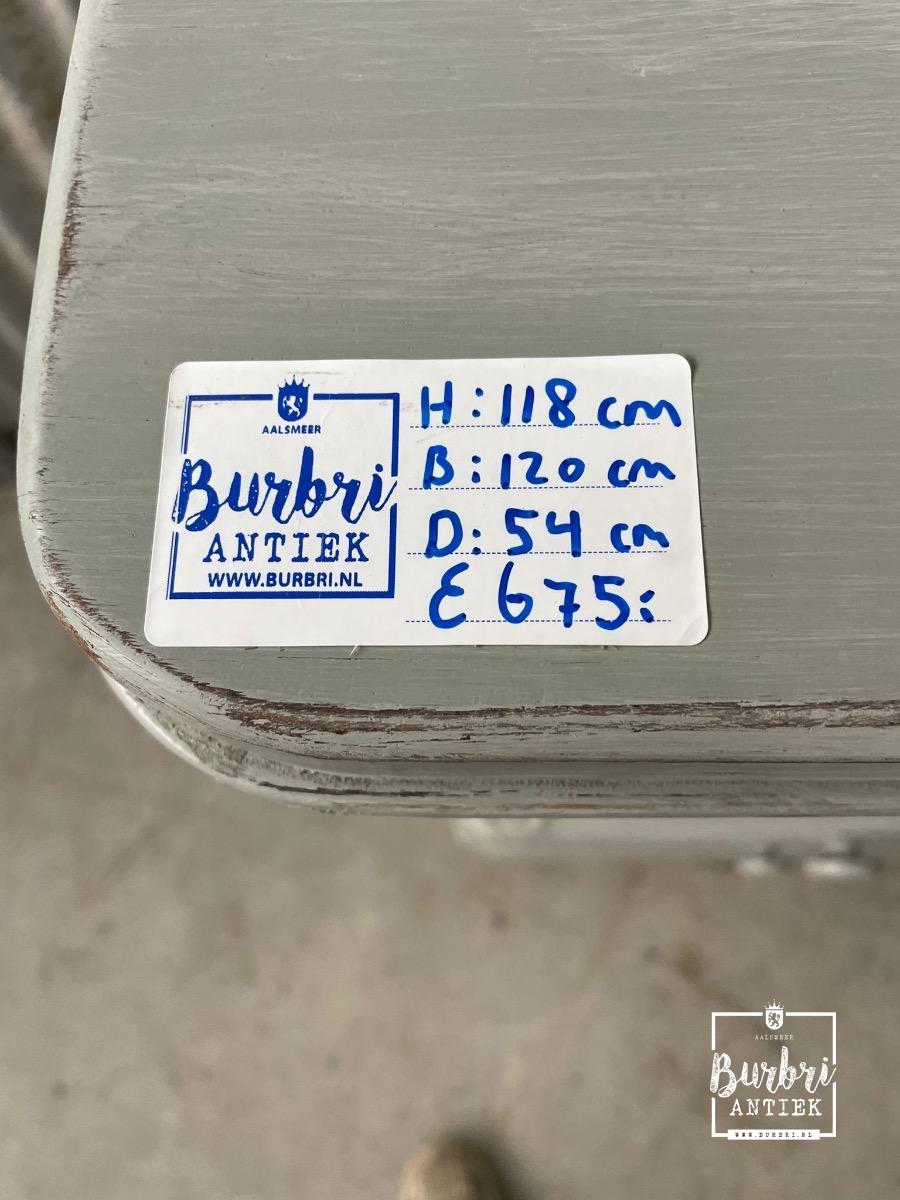 AALSMEER
Burbri
ANTIEK
WWW.BURBRI.NL
H: 118 cm
B: 120 cm
D: 54 cm
€ 675:
AALSMEER
Burbri
ANTIEK
WWW.BURBRI.NL